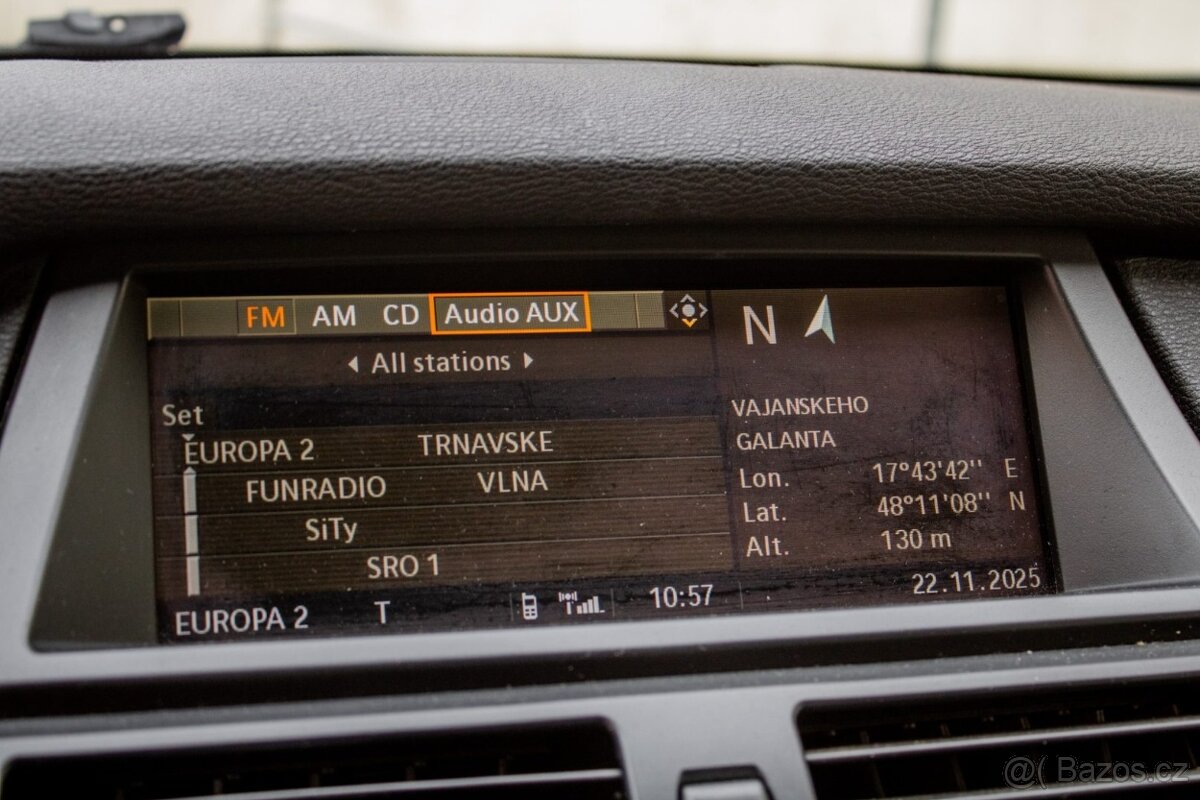 FM AM CD Audio AUX
All stations
Set
EUROPA 2 TRNAVSKE
FUNRADIO VLNA
SiTy
SRO 1
EUROPA 2 T 10:57
N
VAJANSKEHO
GALANTA
Lon. 17°43'42'' E
Lat. 48°11'08'' N
Alt. 130 m
22.11.2025
@( Bazos.cz